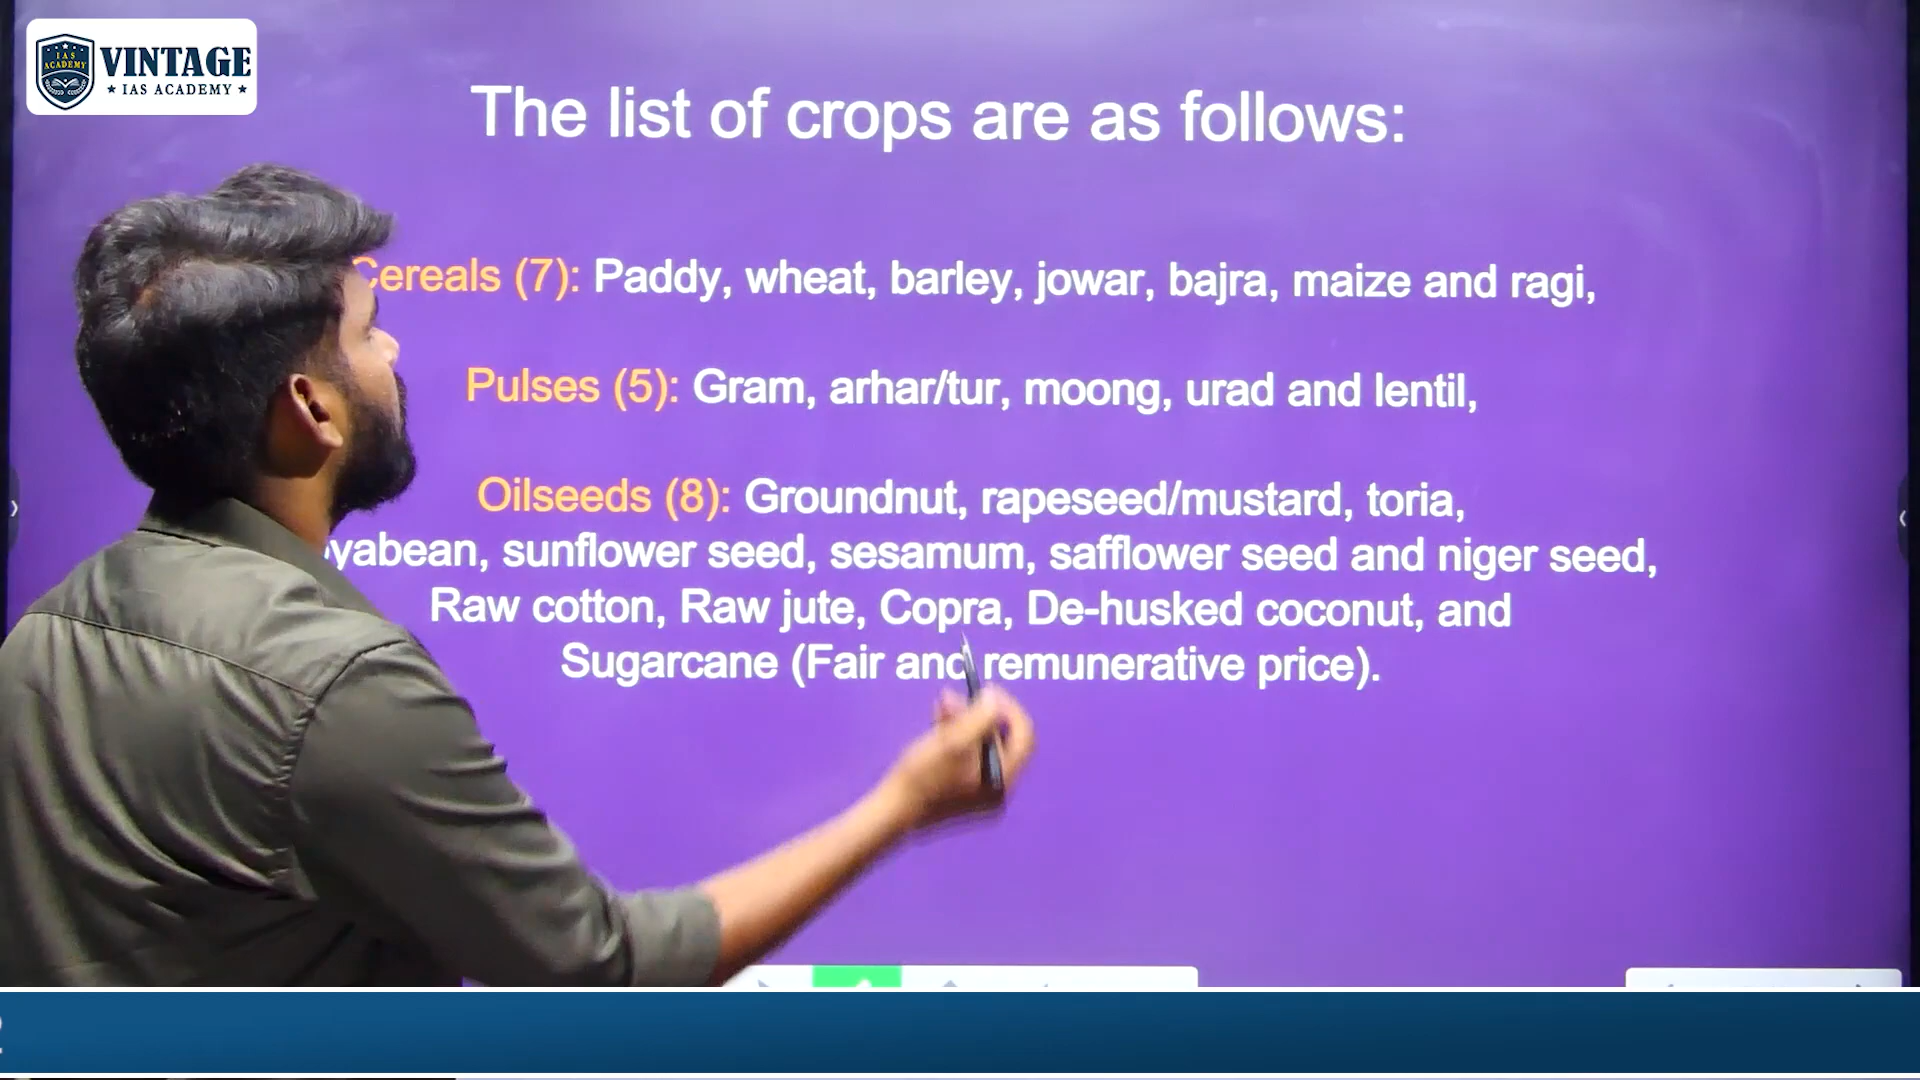 IAS
ACADEMY
VINTAGE
IAS ACADEMY
The list of crops are as follows:
Cereals (7): Paddy, wheat, barley, jowar, bajra, maize and ragi,
Pulses (5): Gram, arhar/tur, moong, urad and lentil,
Oilseeds (8): Groundnut, rapeseed/mustard, toria,
yabean, sunflower seed, sesamum, safflower seed and niger seed,
Raw cotton, Raw jute, Copra, De-husked coconut, and
Sugarcane (Fair and remunerative price).